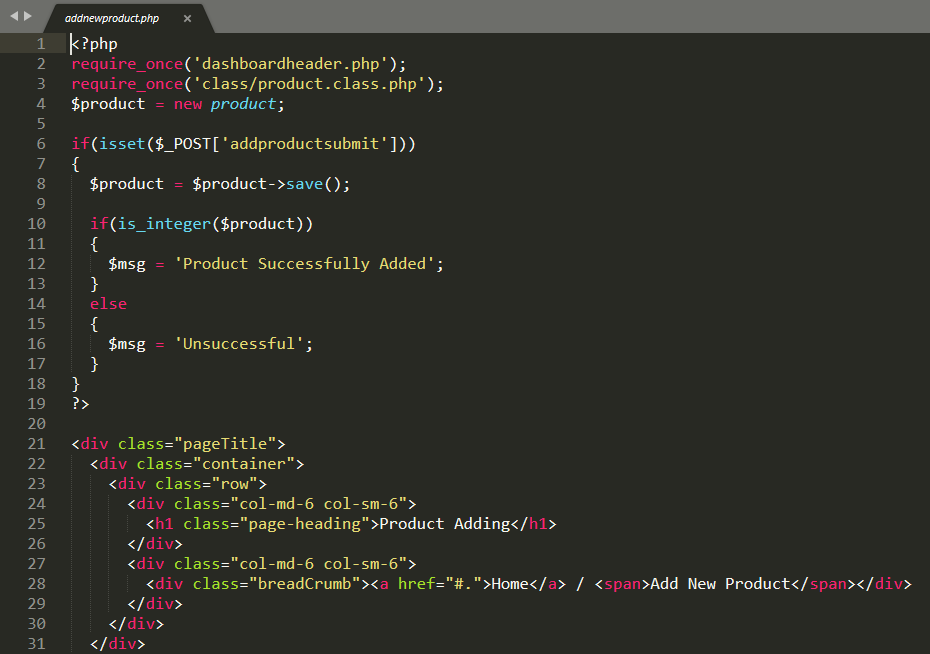 addnewproduct.php ×
1 <?php
2 require_once('dashboardheader.php');
3 require_once('class/product.class.php');
4 $product = new product;
5
6 if(isset($_POST['addproductsubmit']))
7 {
8   $product = $product->save();
9
10   if(is_integer($product))
11   {
12     $msg = 'Product Successfully Added';
13   }
14   else
15   {
16     $msg = 'Unsuccessful';
17   }
18 }
19 ?>
20
21 <div class="pageTitle">
22   <div class="container">
23     <div class="row">
24       <div class="col-md-6 col-sm-6">
25         <h1 class="page-heading">Product Adding</h1>
26       </div>
27       <div class="col-md-6 col-sm-6">
28         <div class="breadCrumb"><a href="#.">Home</a> / <span>Add New Product</span></div>
29       </div>
30     </div>
31   </div>